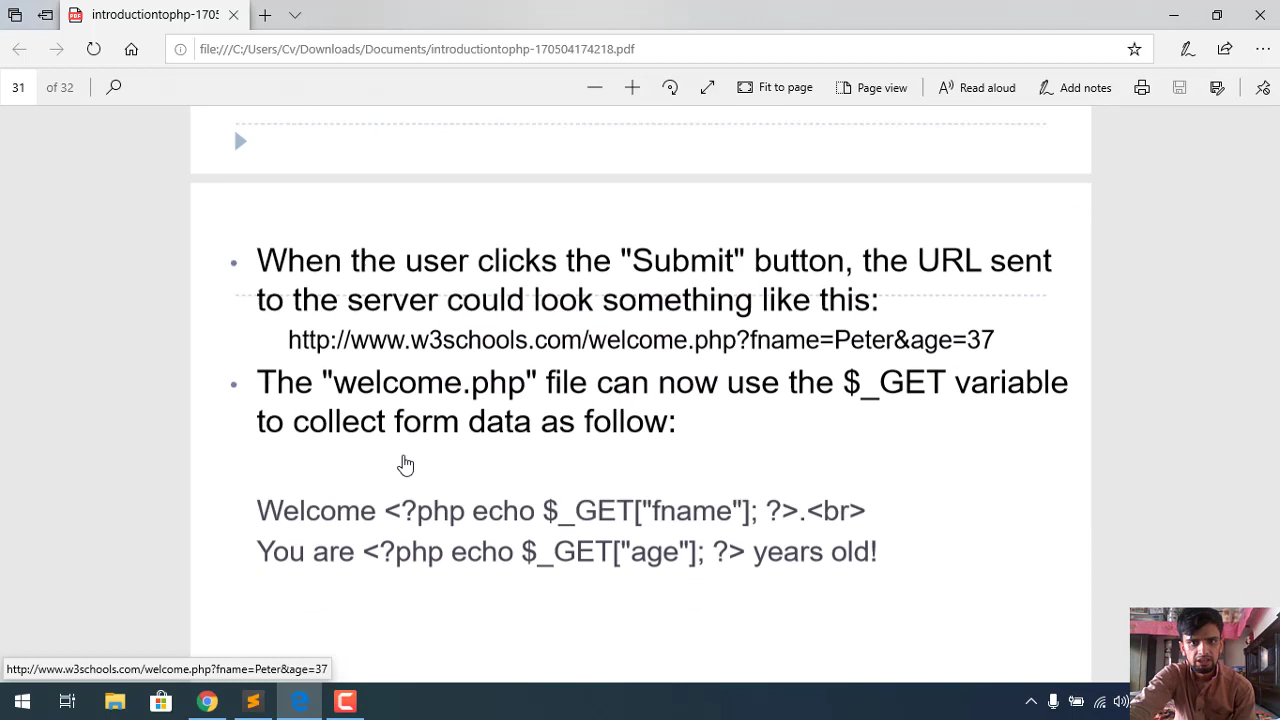 introductiontophp-1705
file:///C:/Users/Cv/Downloads/Documents/introductiontophp-170504174218.pdf
31 of 32
Fit to page
Page view
Read aloud
Add notes
• When the user clicks the "Submit" button, the URL sent
to the server could look something like this:
http://www.w3schools.com/welcome.php?fname=Peter&age=37
• The "welcome.php" file can now use the $_GET variable
to collect form data as follow:
Welcome <?php echo $_GET["fname"]; ?>.<br>
You are <?php echo $_GET["age"]; ?> years old!
http://www.w3schools.com/welcome.php?fname=Peter&age=37